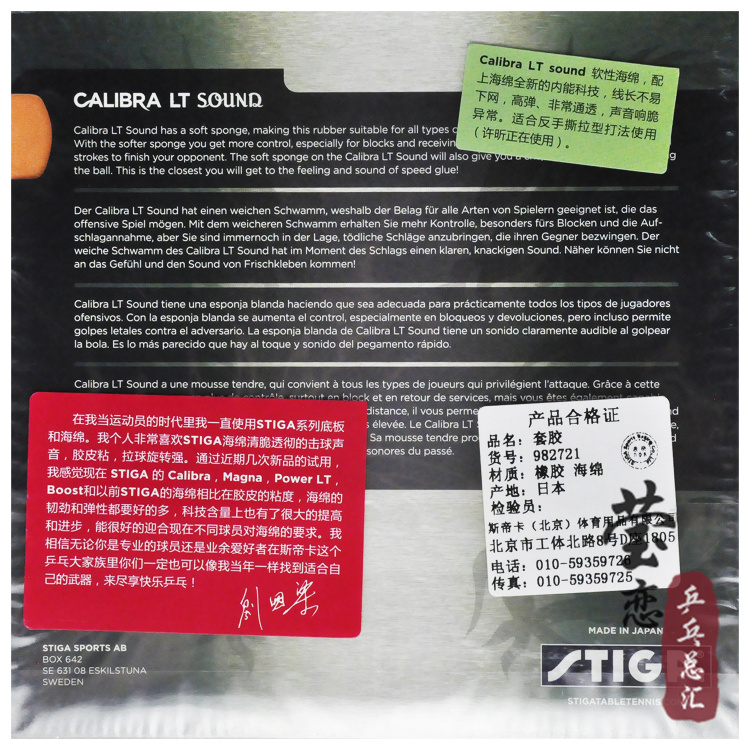 CALIBRA LT SOUND
Calibra LT Sound has a soft sponge, making this rubber suitable for all types
With the softer sponge you get more control, especially for blocks and
strokes to finish your opponent. The soft sponge on the Calibra LT Sound will also give you
the ball. This is the closest you will get to the feeling and sound of speed glue!
Calibra LT sound 软性海绵，配
上海绵全新的内能科技，线长不易
下网，高弹、非常通透，声音响脆
异常。适合反手撕拉型打法使用
（许昕正在使用）。
Der Calibra LT Sound hat einen weichen Schwamm, weshalb der Belag für alle Arten von Spielern geeignet ist, die das
offensive Spiel mögen. Mit dem weicheren Schwamm erhalten Sie mehr Kontrolle, besonders fürs Blocken und die Auf-
schlagannahme, aber Sie sind immernoch in der Lage, tödliche Schläge anzubringen, die ihren Gegner bezwingen. Der
weiche Schwamm des Calibra LT Sound hat im Moment des Schlags einen klaren, knackigen Sound. Näher können Sie nicht
an das Gefühl und den Sound von Frischkleben kommen!
Calibra LT Sound tiene una esponja blanda haciendo que sea adecuada para prácticamente todos los tipos de jugadores
ofensivos. Con la esponja blanda se aumenta el control, especialmente en bloqueos y devoluciones, pero incluso permite
golpes letales contra el adversario. La esponja blanda de Calibra LT Sound tiene un sonido claramente audible al golpear
la bola. Es lo más parecido que hay al toque y sonido del pegamento rápido.
Calibra LT Sound a une mousse tendre, qui convient à tous les types de joueurs qui privilégient l'attaque. Grâce à cette
distance, il vous
élevée. Le Calibra LT
Sa mousse tendre
sonores du passé.
在我当运动员的时代里我一直使用STIGA系列底板
和海绵。我个人非常喜欢STIGA海绵清脆透彻的击球声
音，胶皮粘，拉球旋转强。通过近期几次新品的试用，
我感觉现在 STIGA 的 Calibra，Magna，Power LT，
Boost和以前STIGA的海绵相比在胶皮的粘度，海绵的
韧劲和弹性都要好的多，科技含量上也有了很大的提高
和进步，能很好的迎合现在不同球员对海绵的要求。我
相信无论你是专业的球员还是业余爱好者在斯帝卡这个
乒乓大家族里你们一定也可以像我当年一样找到适合自
己的武器，来尽享快乐乒乓！
产品合格证
品名：套胶
货号：982721
材质：橡胶 海绵
产地：日本
检验员：
斯帝卡（北京）体育用品有限公
北京市工体北路8号D座1805
电话：010-59359726
传真：010-59359725
莹恋
乒乓总汇
STIGA SPORTS AB
BOX 642
SE 631 08 ESKILSTUNA
SWEDEN
MADE IN JAPAN
STIG
STIGATABLETENNIS